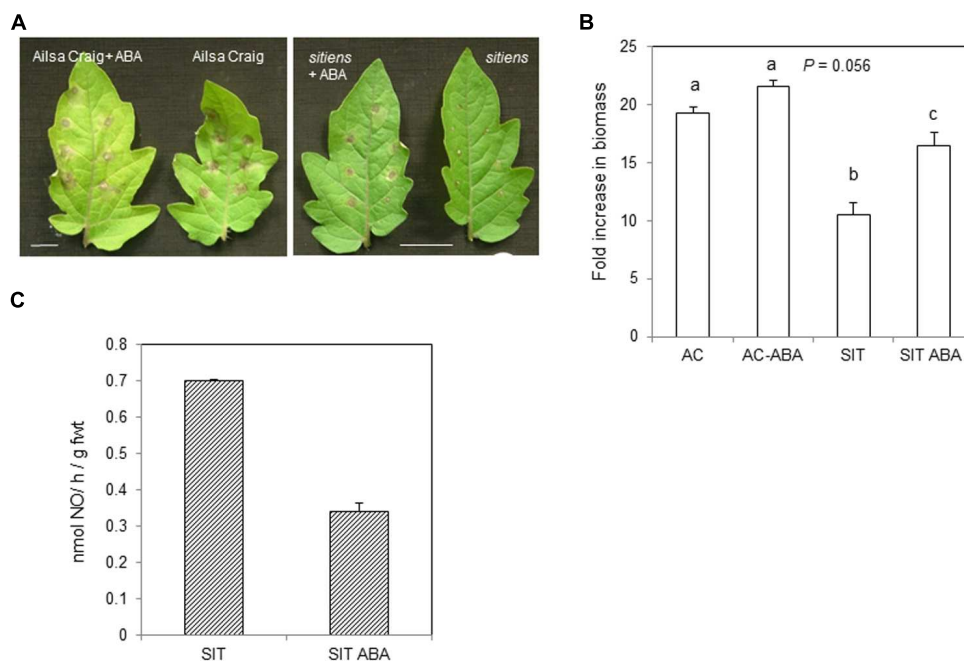 A
Ailsa Craig + ABA
Ailsa Craig
sitiens
+ ABA
sitiens
B
Fold increase in biomass
25
20
15
10
5
0
a
a
P = 0.056
b
c
AC
AC-ABA
SIT
SIT ABA
C
nmol NO/ h / g fwt
0.8
0.7
0.6
0.5
0.4
0.3
0.2
0.1
0
SIT
SIT ABA